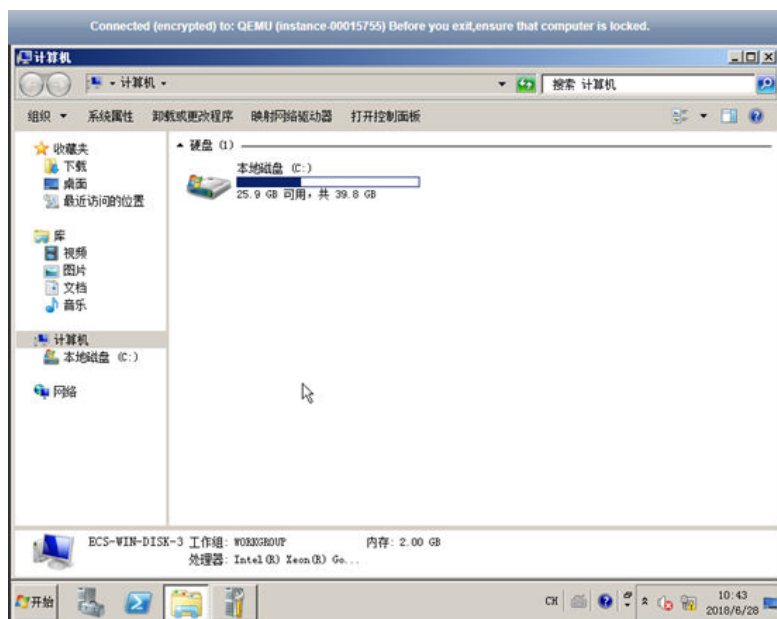 Connected (encrypted) to: QEMU (instance-00015755) Before you exit,ensure that computer is locked.
计算机
计算机
搜索 计算机
组织 系统属性 卸载或更改程序 映射网络驱动器 打开控制面板
收藏夹
下载
桌面
最近访问的位置
库
视频
图片
文档
音乐
计算机
本地磁盘 (C:)
网络
硬盘 (1)
本地磁盘 (C:)
25.9 GB 可用，共 39.8 GB
ECS-WIN-DISK-3 工作组: WORKGROUP 内存: 2.00 GB
处理器: Intel(R) Xeon(R) Go...
开始
CH
10:43
2018/6/28